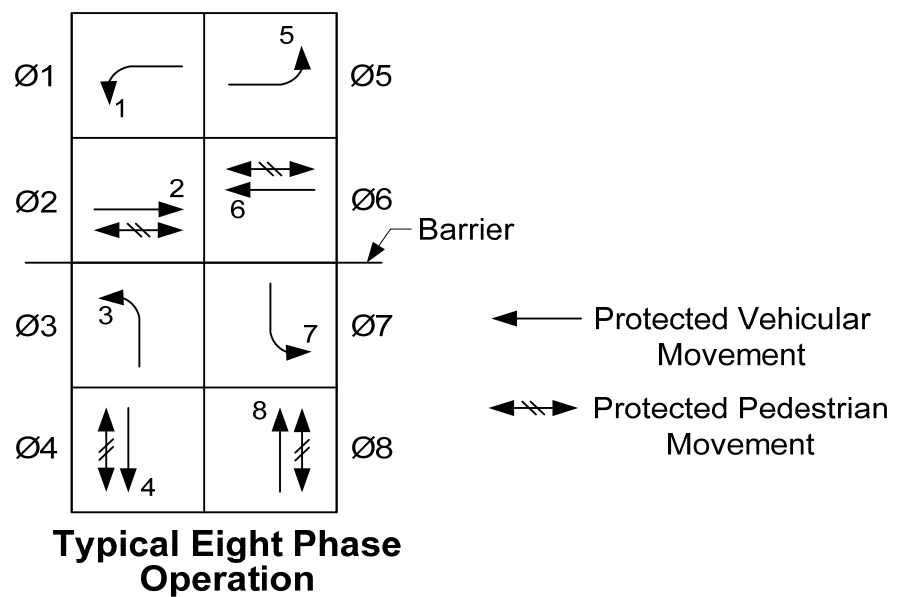 5
Ø1
Ø5
1
2
Ø2
Ø6
6
Barrier
3
Ø3
7
Ø7
Protected Vehicular
Movement
8
Protected Pedestrian
Movement
Ø4
Ø8
4
Typical Eight Phase
Operation